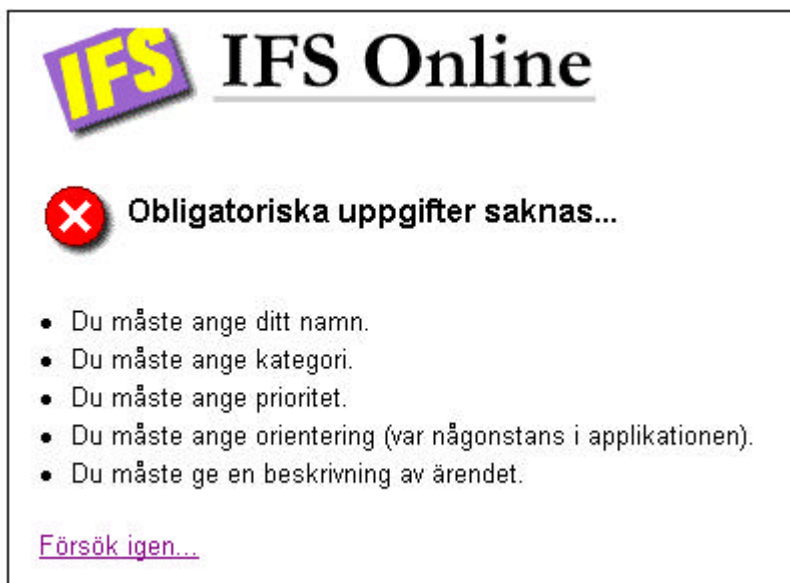 IFS
IFS Online
Obligatoriska uppgifter saknas...
• Du måste ange ditt namn.
• Du måste ange kategori.
• Du måste ange prioritet.
• Du måste ange orientering (var någonstans i applikationen).
• Du måste ge en beskrivning av ärendet.
Försök igen...